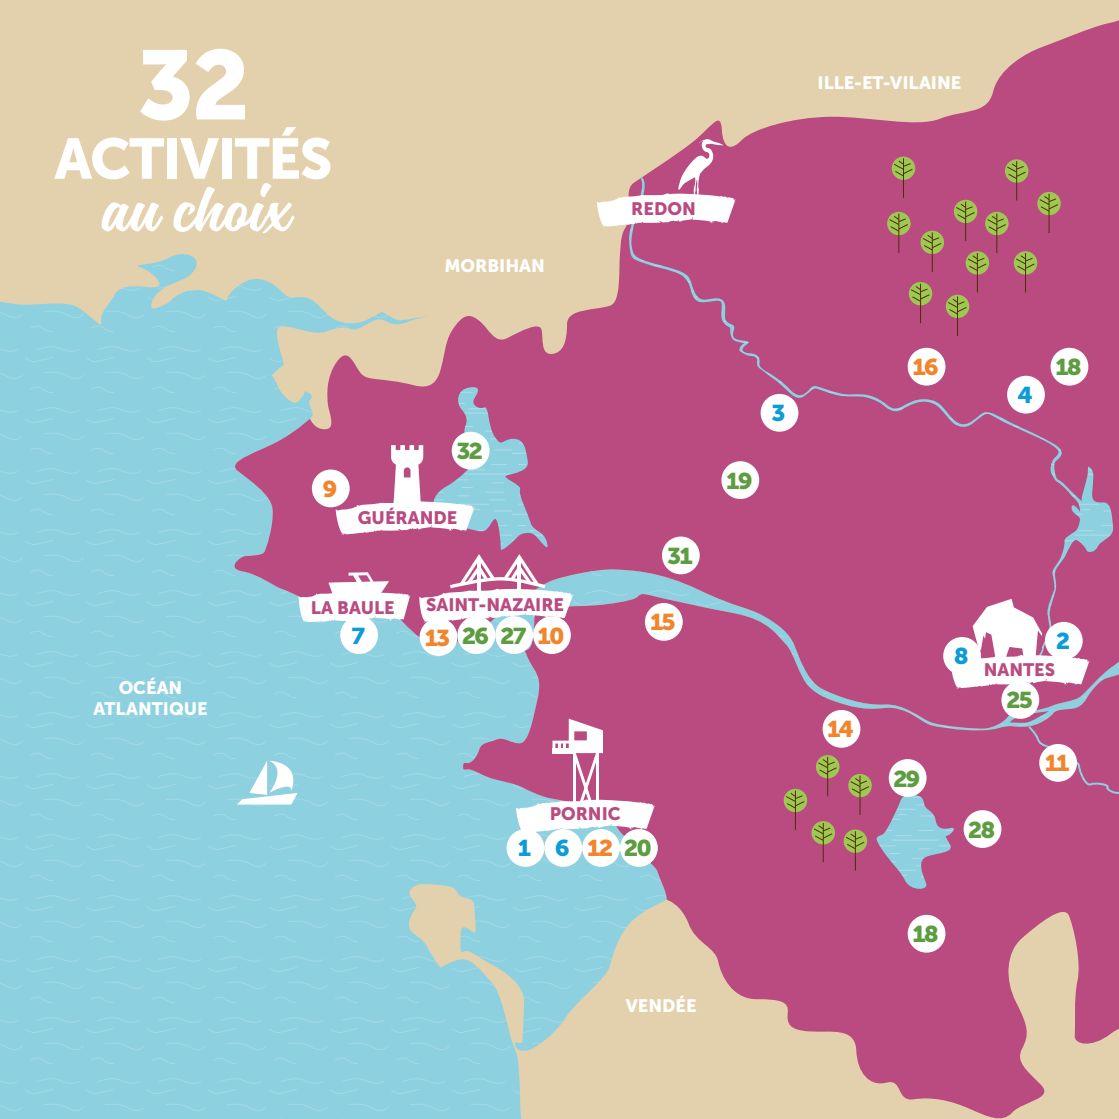 32
ACTIVITÉS
au choix
ILLE-ET-VILAINE
REDON
MORBIHAN
16
18
4
3
32
19
9
GUÉRANDE
31
LA BAULE
SAINT-NAZAIRE
7
13
26
27
10
15
8
2
NANTES
25
OCÉAN
ATLANTIQUE
14
11
29
PORNIC
28
1
6
12
20
18
VENDÉE